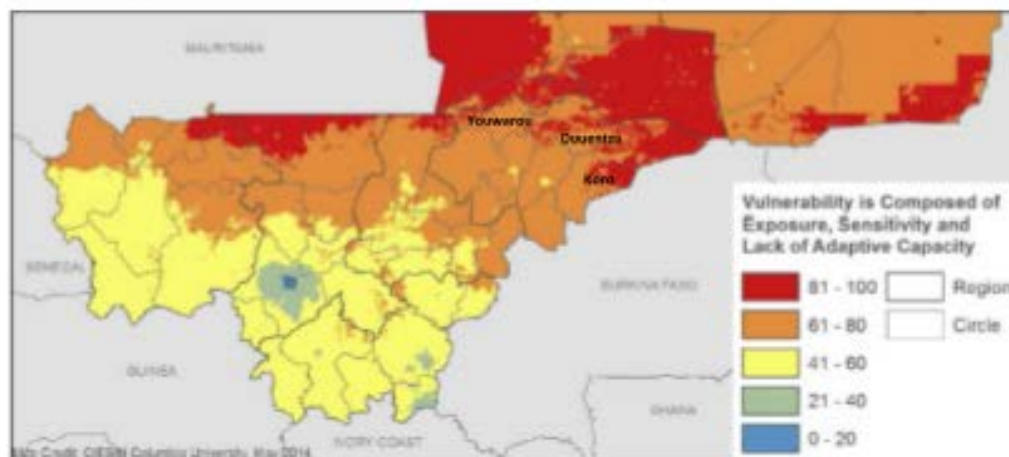 MAURITANIA
Youwarou
Douentza
Koro
Vulnerability is Composed of
Exposure, Sensitivity and
Lack of Adaptive Capacity
81 - 100
Region
61 - 80
Circle
41 - 60
21 - 40
0 - 20
SENEGAL
BURKINA FASO
GUINEA
GHANA
IVORY COAST
Map Credit: CIESIN Columbia University, May 2014